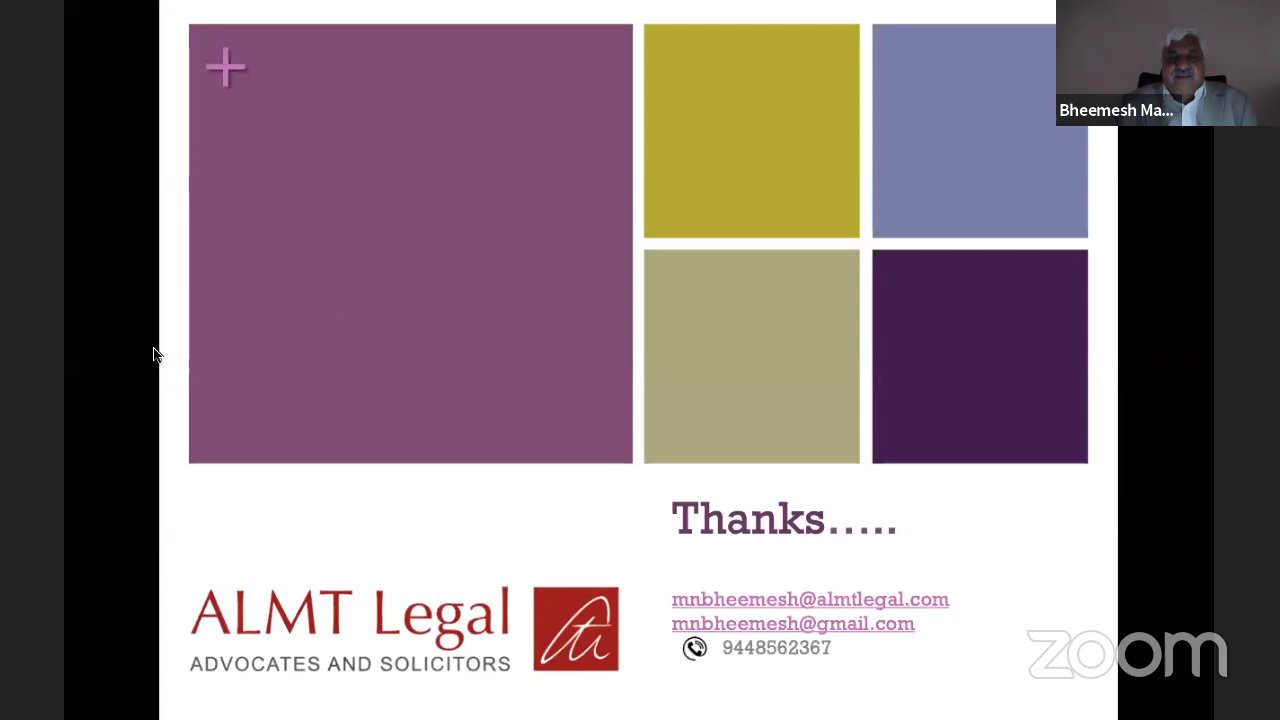 Bheemesh Ma...
Thanks.....
ALMT Legal
ADVOCATES AND SOLICITORS
mnbheemesh@almtlegal.com
mnbheemesh@gmail.com
9448562367
zoom